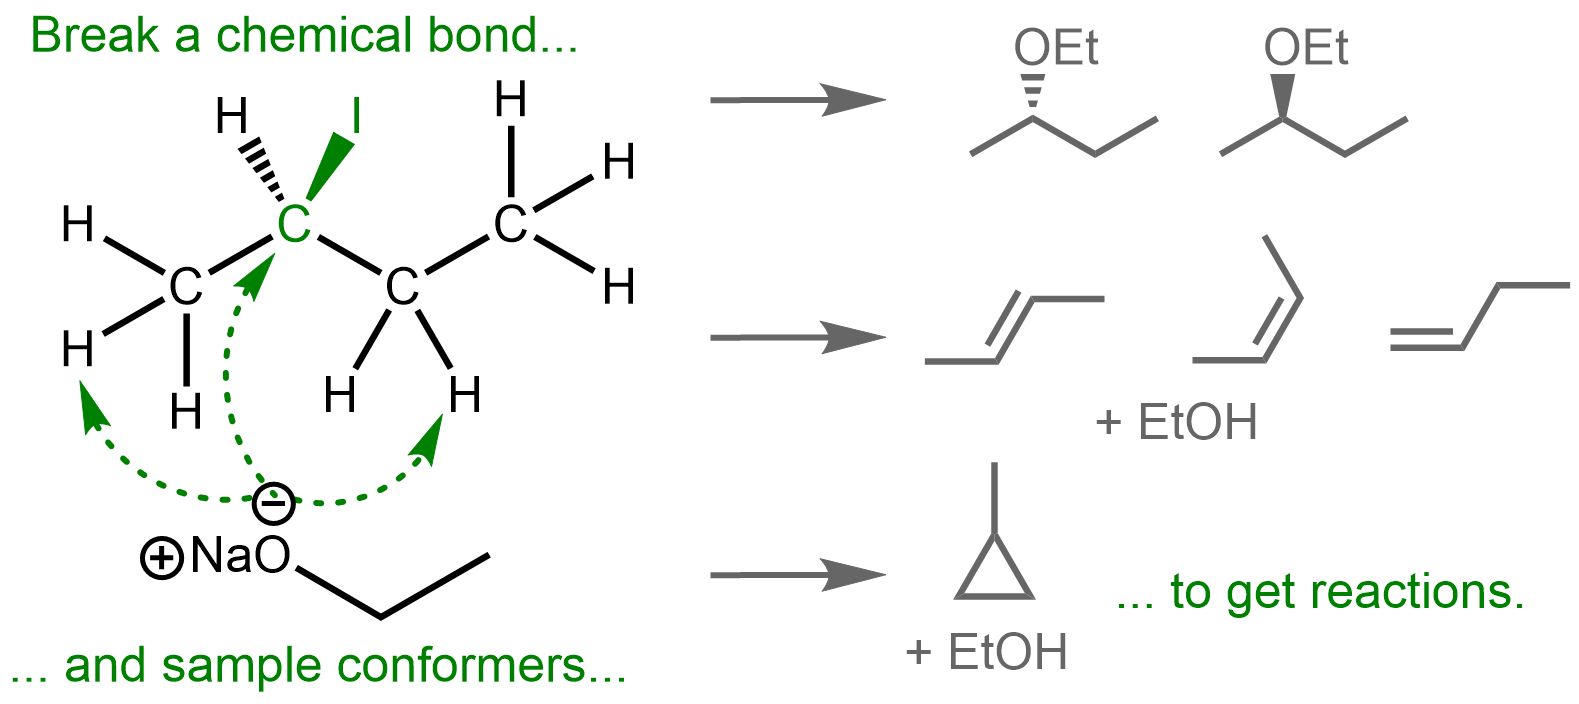 Break a chemical bond...
H I H
H C C H
H C C H
H H H
⊖
⊕NaO
... and sample conformers...
OEt OEt
+ EtOH
+ EtOH
... to get reactions.